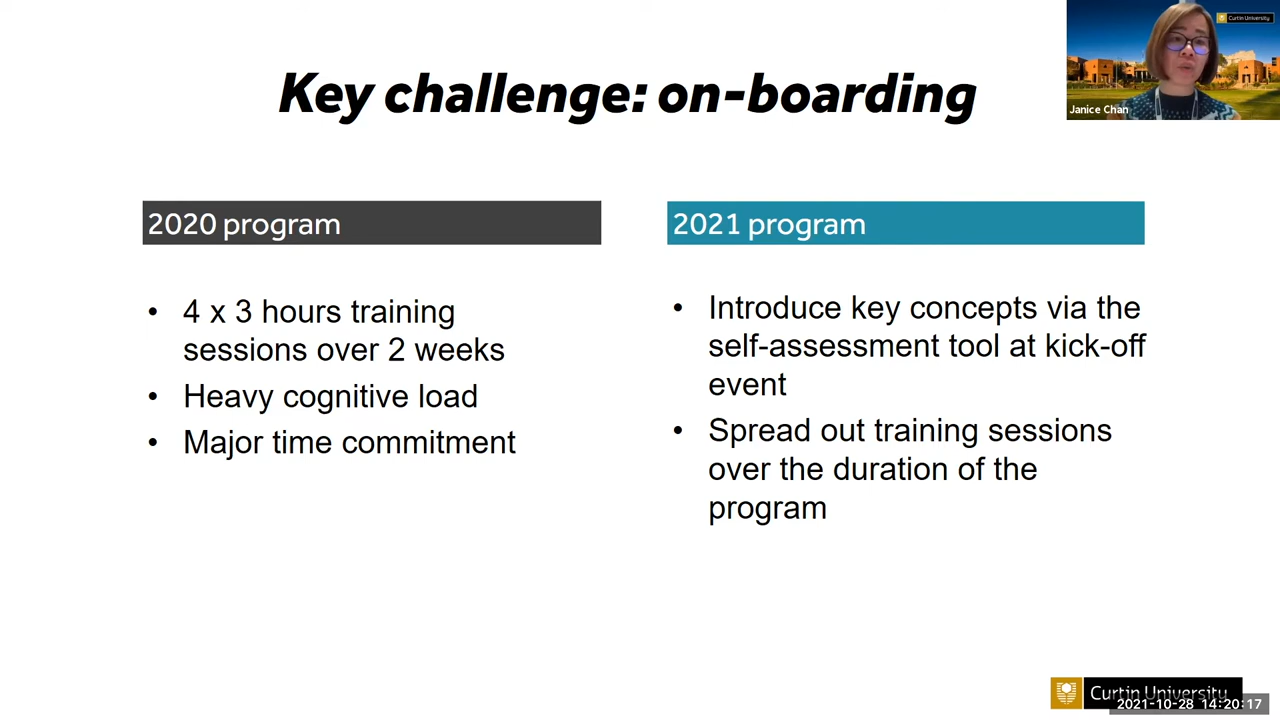 Key challenge: on-boarding
Curtin University
Janice Chan
2020 program
• 4 x 3 hours training
sessions over 2 weeks
• Heavy cognitive load
• Major time commitment
2021 program
• Introduce key concepts via the
self-assessment tool at kick-off
event
• Spread out training sessions
over the duration of the
program
Curtin University
2021-10-28 14:20:17